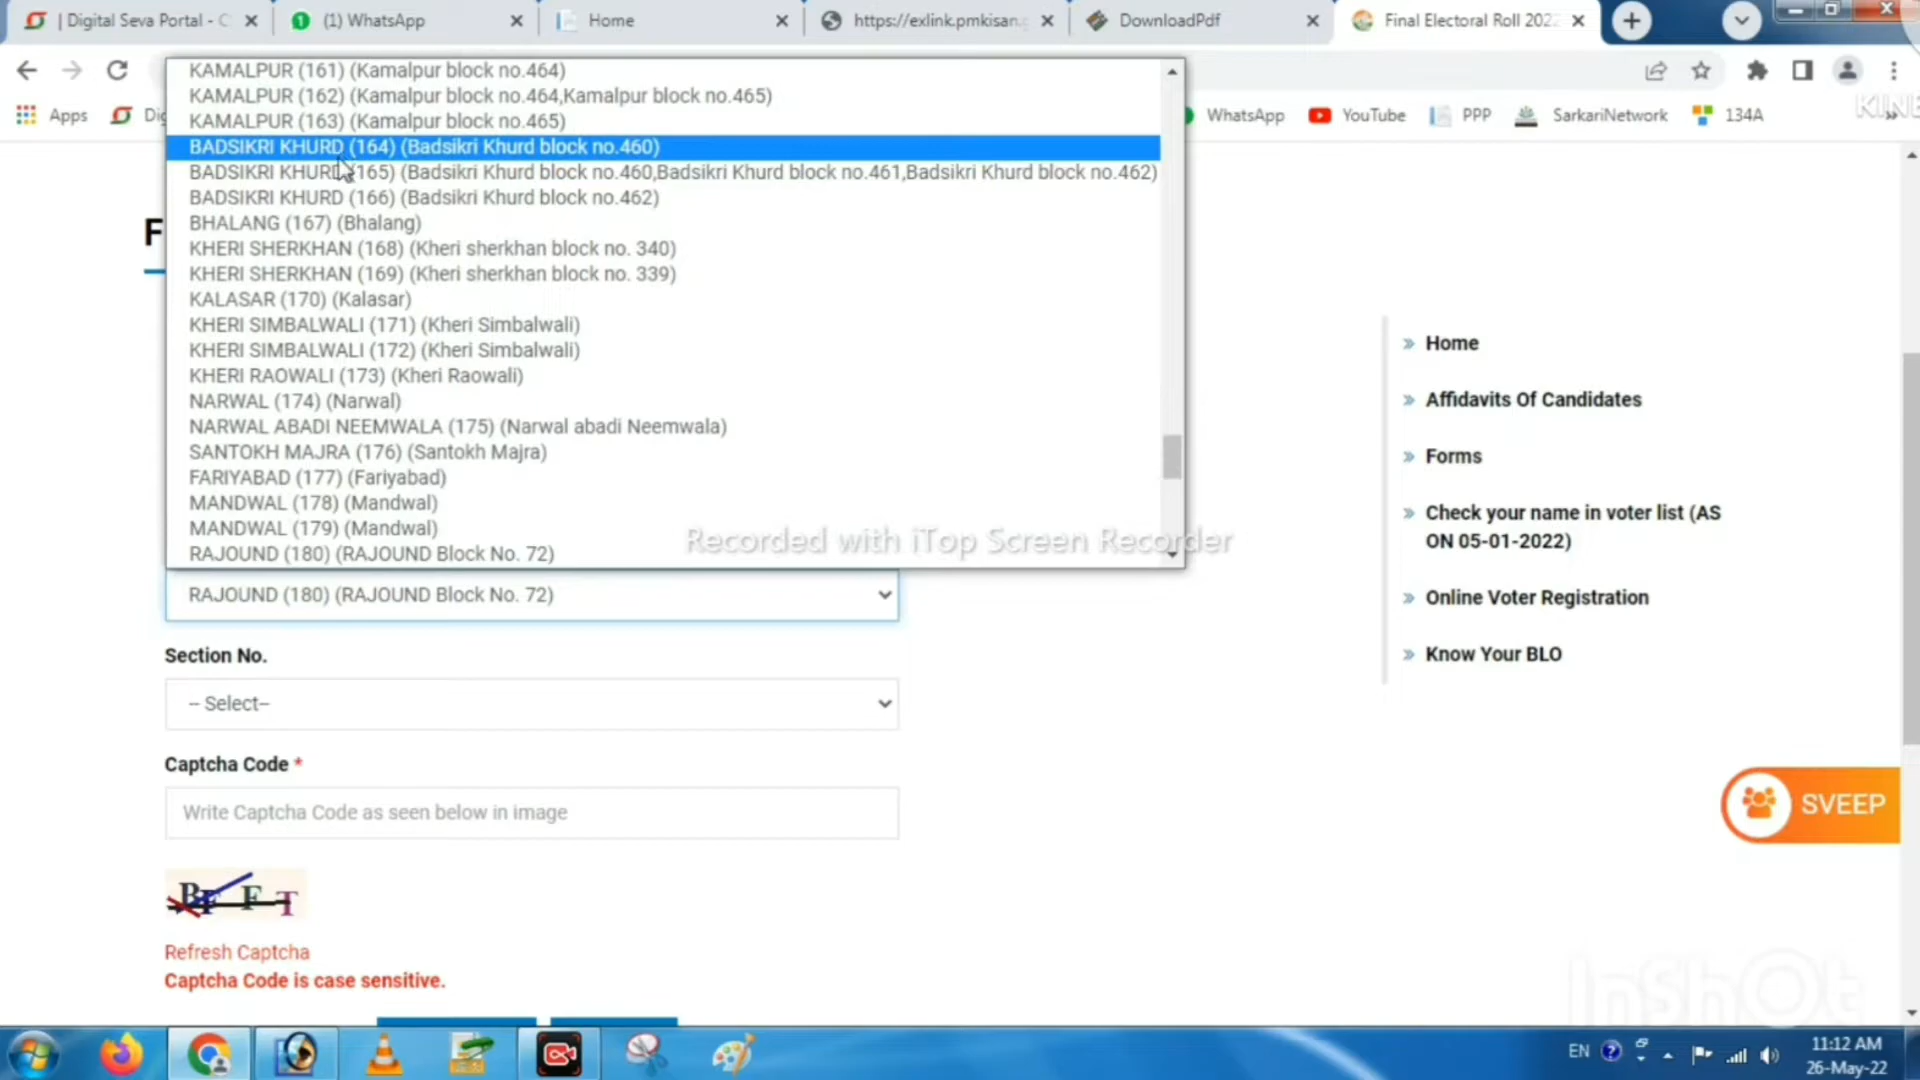 | Digital Seva Portal - C
(1) WhatsApp
Home
https://exlink.pmkisan.g
DownloadPdf
Final Electoral Roll 2022
Apps
Dig
WhatsApp
YouTube
PPP
SarkariNetwork
134A
KINE
KAMALPUR (161) (Kamalpur block no.464)
KAMALPUR (162) (Kamalpur block no.464,Kamalpur block no.465)
KAMALPUR (163) (Kamalpur block no.465)
BADSIKRI KHURD (164) (Badsikri Khurd block no.460)
BADSIKRI KHURD (165) (Badsikri Khurd block no.460,Badsikri Khurd block no.461,Badsikri Khurd block no.462)
BADSIKRI KHURD (166) (Badsikri Khurd block no.462)
BHALANG (167) (Bhalang)
F
KHERI SHERKHAN (168) (Kheri sherkhan block no. 340)
KHERI SHERKHAN (169) (Kheri sherkhan block no. 339)
KALASAR (170) (Kalasar)
KHERI SIMBALWALI (171) (Kheri Simbalwali)
KHERI SIMBALWALI (172) (Kheri Simbalwali)
KHERI RAOWALI (173) (Kheri Raowali)
NARWAL (174) (Narwal)
NARWAL ABADI NEEMWALA (175) (Narwal abadi Neemwala)
SANTOKH MAJRA (176) (Santokh Majra)
FARIYABAD (177) (Fariyabad)
MANDWAL (178) (Mandwal)
MANDWAL (179) (Mandwal)
RAJOUND (180) (RAJOUND Block No. 72)
Recorded with iTop Screen Recorder
RAJOUND (180) (RAJOUND Block No. 72)
Section No.
-- Select--
Captcha Code *
Write Captcha Code as seen below in image
Refresh Captcha
Captcha Code is case sensitive.
Home
Affidavits Of Candidates
Forms
Check your name in voter list (AS
ON 05-01-2022)
Online Voter Registration
Know Your BLO
SVEEP
InShOt
EN
11:12 AM
26-May-22